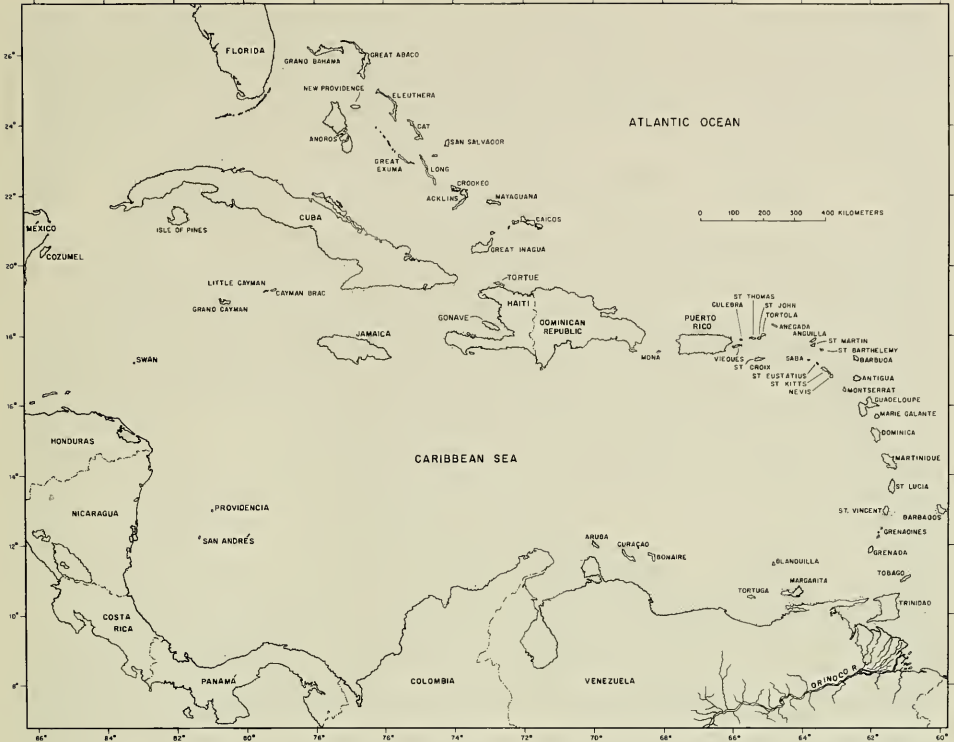 26°
FLORIDA
GRAND BAHAMA
GREAT ABACO
NEW PROVIDENCE
ELEUTHERA
ATLANTIC OCEAN
24°
ANDROS
CAT
SAN SALVADOR
GREAT
EXUMA
LONG
CROOKED
ACKLINS
MAYAGUANA
22°
MÉXICO
COZUMEL
ISLE OF PINES
CUBA
CAICOS
GREAT INAGUA
0 100 200 400 KILOMETERS
20°
LITTLE CAYMAN
CAYMAN BRAC
GRAND CAYMAN
TORTUE
HAITI
GONAVE
DOMINICAN
REPUBLIC
JAMAICA
MONA
PUERTO
RICO
CULEBRA
ST THOMAS
ST JOHN
TORTOLA
ANEGADA
ANGUILLA
ST MARTIN
ST BARTHELEMY
BARBUDA
18°
SWAN
VIEQUES
ST CROIX
SABA
ST EUSTATIUS
ST KITTS
NEVIS
ANTIGUA
MONTSERRAT
GUADELOUPE
MARIE GALANTE
16°
HONDURAS
CARIBBEAN SEA
DOMINICA
MARTINIQUE
14°
NICARAGUA
PROVIDENCIA
SAN ANDRÉS
ST LUCIA
ST. VINCENT
BARBADOS
GRENADINES
12°
ARUBA
CURAÇAO
BONAIRE
BLANQUILLA
GRENADA
TORTUGA
MARGARITA
TOBAGO
TRINIDAD
10°
COSTA
RICA
PANAMÁ
COLOMBIA
VENEZUELA
ORINOCO R.
8°
86° 84° 82° 80° 78° 76° 74° 72° 70° 68° 66° 64° 62° 60°